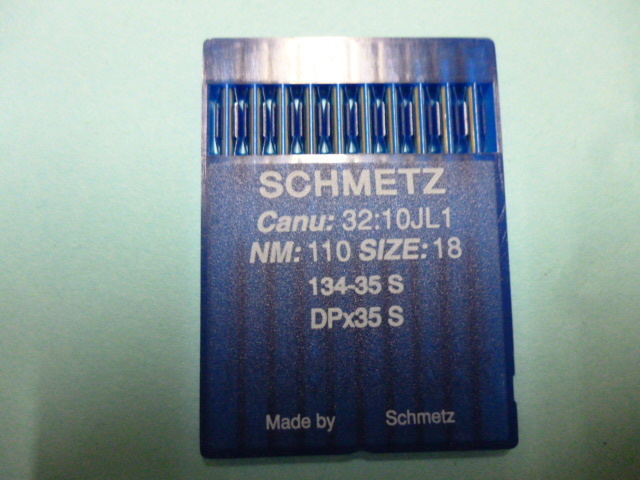 SCHMETZ
Canu: 32:10JL1
NM: 110 SIZE: 18
134-35 S
DPx35 S
Made by Schmetz